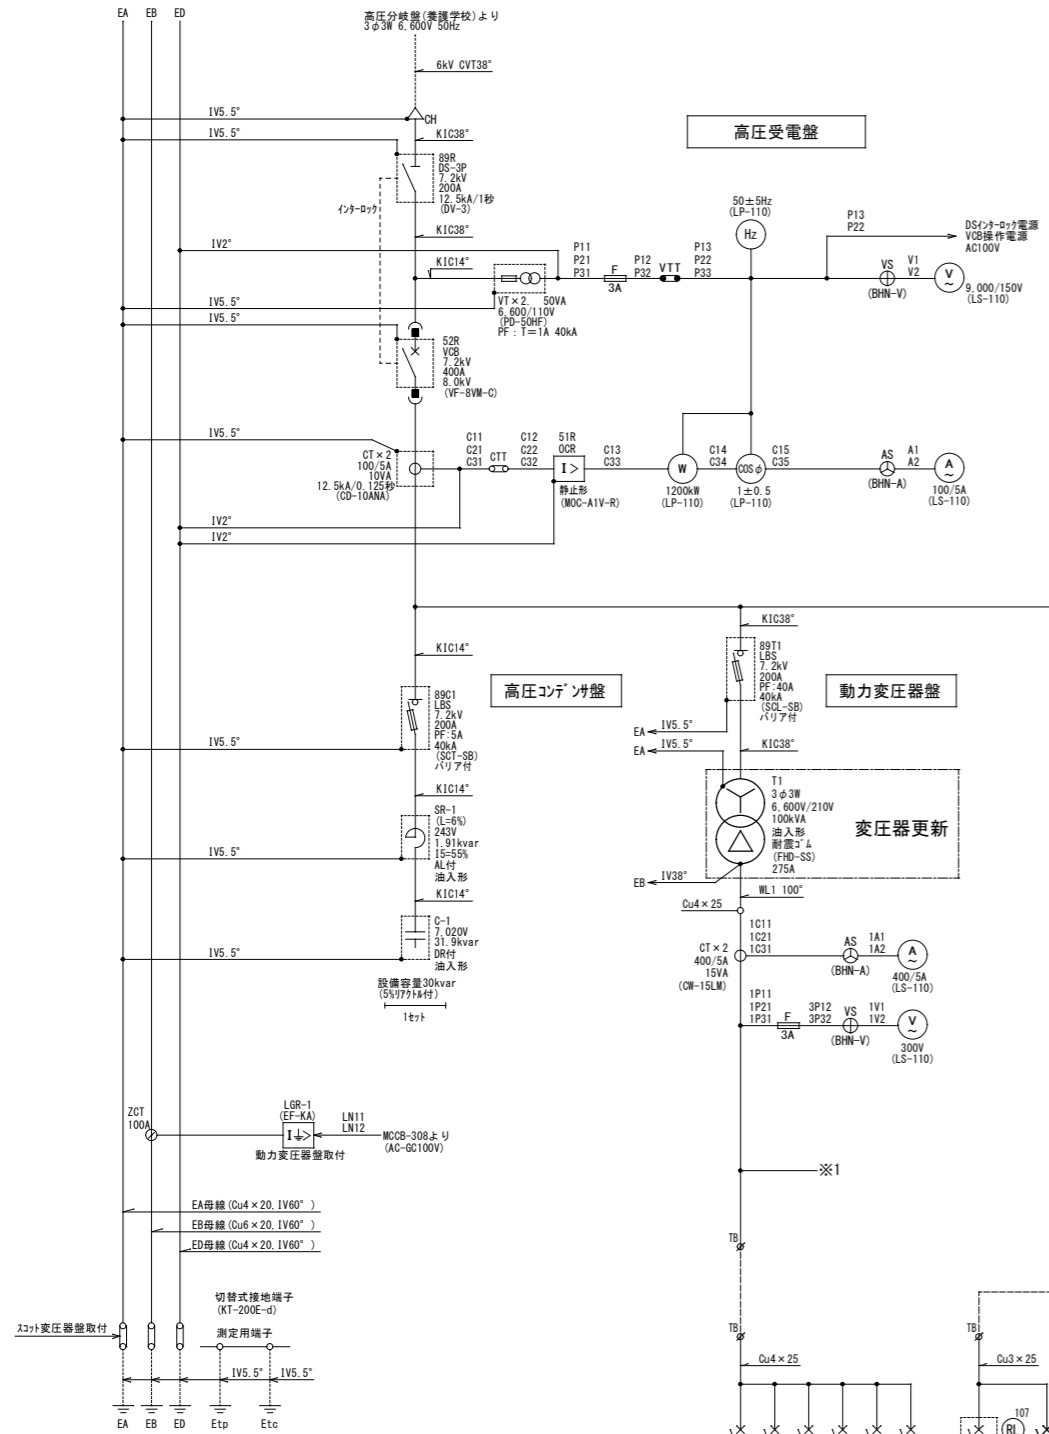 EA EB ED
高圧分岐盤(養護学校)より
3φ3W 6,600V 50Hz
6kV CVT38°
IV5.5°
CH
IV5.5°
KIC38°
高圧受電盤
89R
DS-3P
7.2kV
200A
12.5kA/1秒
(DV-3)
インターロック
KIC38°
IV2°
KIC14°
P11
P21
P31
F
3A
P12
P32
VTT
P13
P22
P33
50±5Hz
(LP-110)
Hz
P13
P22
DSインターロック電源
VCB操作電源
AC100V
VS
(BHN-V)
V1
V2
V
9,000/150V
(LS-110)
VT×2. 50VA
6,600/110V
(PD-50HF)
PF：T=1A 40kA
IV5.5°
IV5.5°
52R
VCB
7.2kV
400A
8.0kV
(VF-8VM-C)
IV5.5°
CT×2
100/5A
10VA
12.5kA/0.125秒
(CD-10ANA)
C11
C21
C31
CTT
C12
C22
C32
51R
OCR
I>
静止形
(MOC-A1V-R)
C13
C33
W
1200kW
(LP-110)
C14
C34
COSφ
1±0.5
(LP-110)
C15
C35
AS
(BHN-A)
A1
A2
A
100/5A
(LS-110)
IV2°
IV2°
KIC14°
高圧コンデンサ盤
89C1
LBS
7.2kV
200A
PF:5A
40kA
(SCT-SB)
バリア付
IV5.5°
KIC14°
SR-1
(L=6%)
243V
1.91kvar
I5=55%
AL付
油入形
IV5.5°
KIC14°
C-1
7,020V
31.9kvar
DR付
油入形
IV5.5°
設備容量30kvar
(5%リアクトル付)
1セット
KIC38°
89T1
LBS
7.2kV
200A
PF:40A
40kA
(SCL-SB)
バリア付
動力変圧器盤
EA IV5.5°
EA IV5.5°
KIC38°
T1
3φ3W
6,600V/210V
100kVA
油入形
耐震ゴム
(FHD-SS)
275A
変圧器更新
EB IV38°
WL1 100°
Cu4×25
CT×2
400/5A
15VA
(CW-15LM)
1C11
1C21
1C31
AS
(BHN-A)
1A1
1A2
A
400/5A
(LS-110)
1P11
1P21
1P31
F
3A
3P12
3P32
VS
(BHN-V)
1V1
1V2
V
300V
(LS-110)
ZCT
100A
LGR-1
(EF-KA)
I
動力変圧器盤取付
LN11
LN12
MCCB-308より
(AC-GC100V)
※1
EA母線(Cu4×20,IV60°)
EB母線(Cu6×20,IV60°)
ED母線(Cu4×20,IV60°)
TB
切替式接地端子
(KT-200E-d)
スコット変圧器盤取付
測定用端子
TB
TB
Cu4×25
Cu3×25
IV5.5° IV5.5°
EA EB ED Etp Etc
107
RL